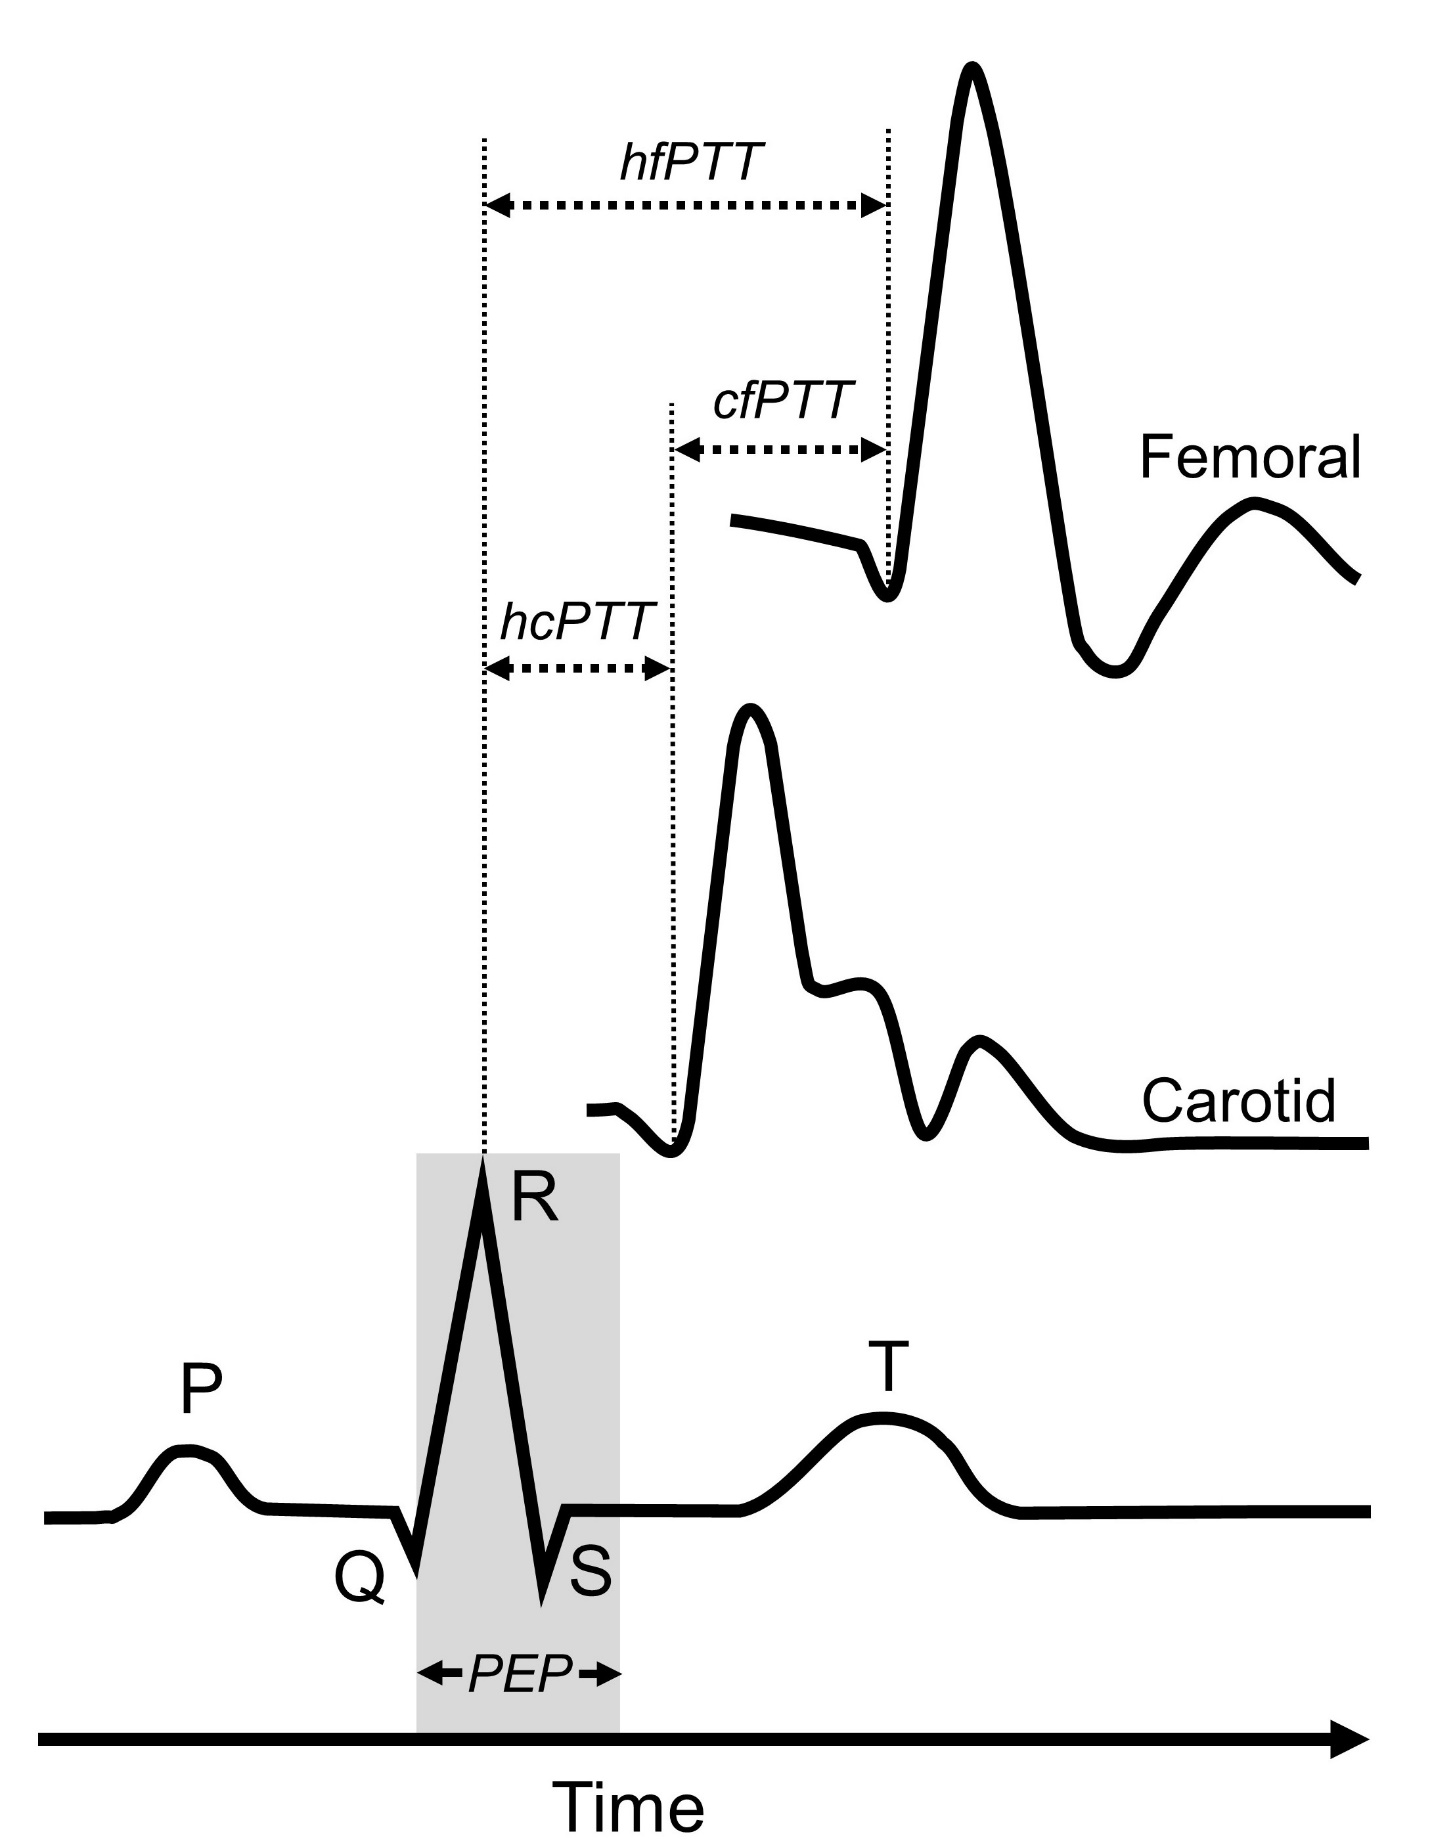 hfPTT
cfPTT
Femoral
hcPTT
Carotid
R
P
T
Q
S
PEP
Time